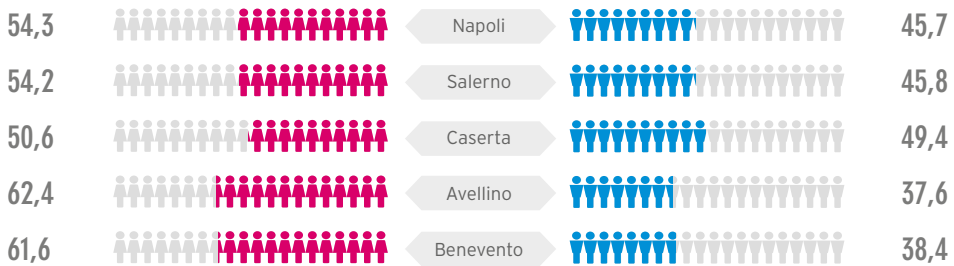 54,3 Napoli 45,7
54,2 Salerno 45,8
50,6 Caserta 49,4
62,4 Avellino 37,6
61,6 Benevento 38,4